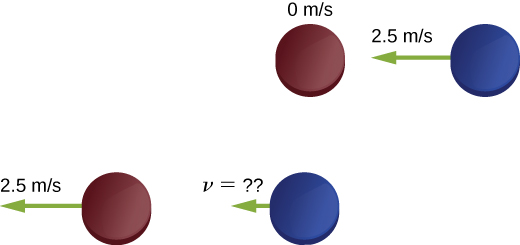 0 m/s
2.5 m/s
2.5 m/s
ν = ??